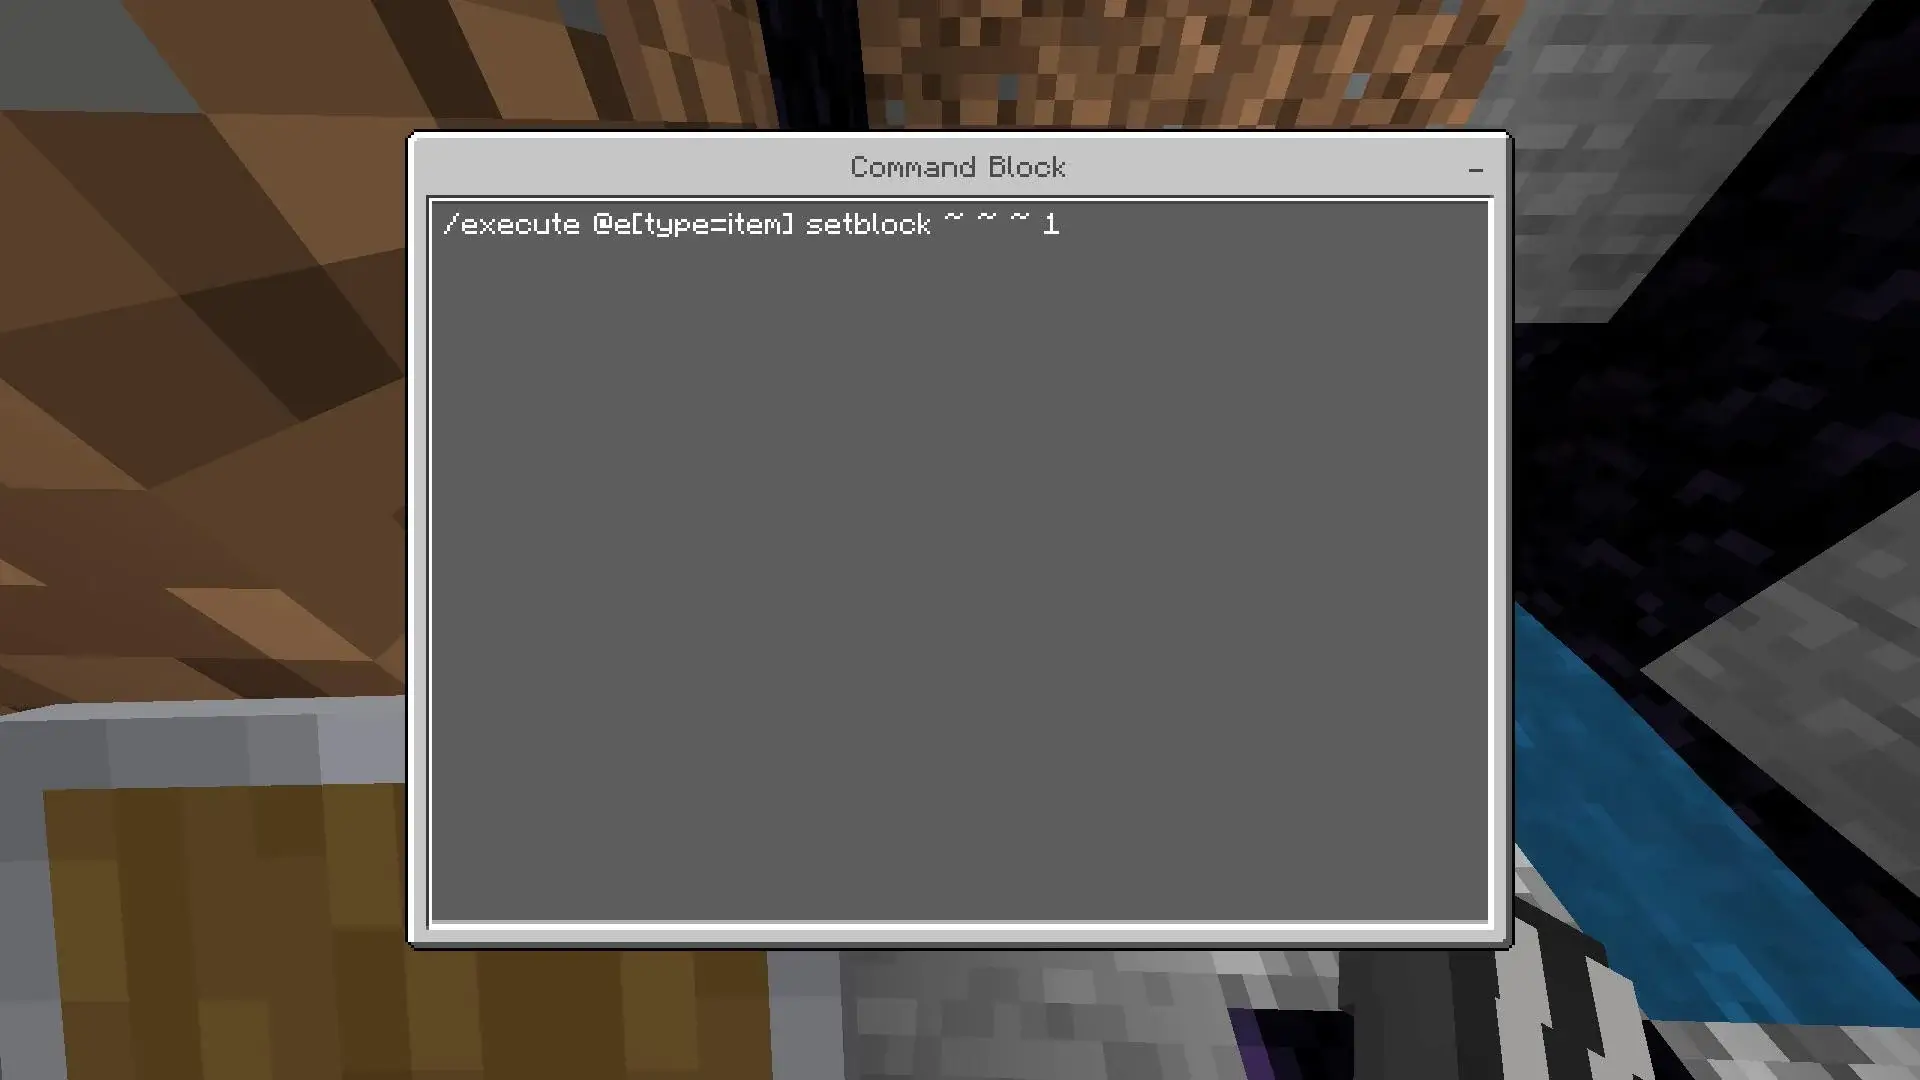 Command Block
/execute @e[type=item] setblock ~ ~ ~ 1